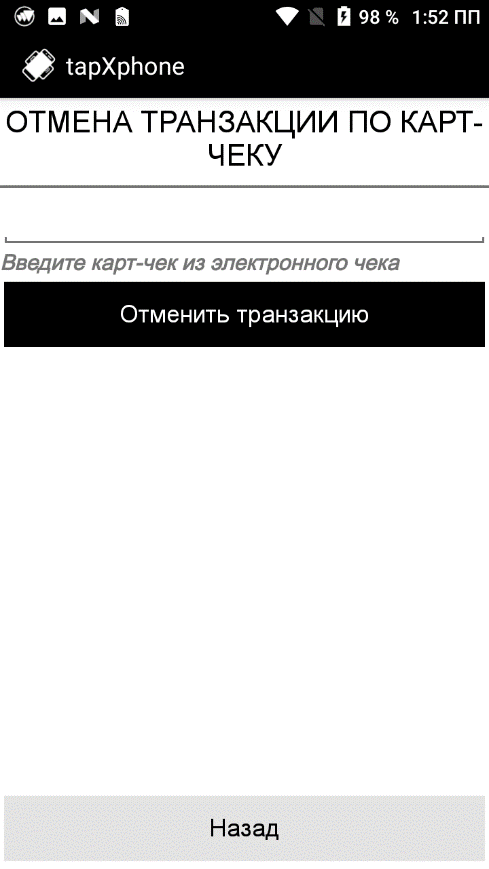 98 % 1:52 ПП
tapXphone
ОТМЕНА ТРАНЗАКЦИИ ПО КАРТ-
ЧЕКУ
Введите карт-чек из электронного чека
Отменить транзакцию
Назад